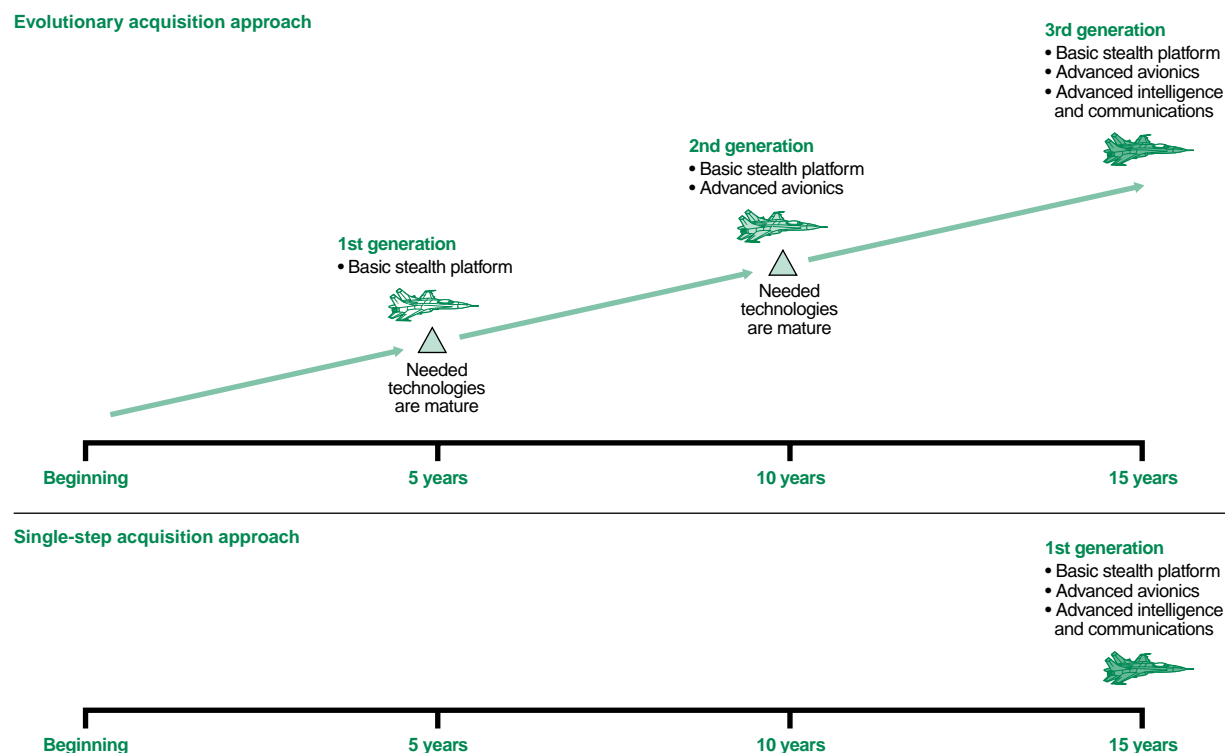 Evolutionary acquisition approach
3rd generation
• Basic stealth platform
• Advanced avionics
• Advanced intelligence
and communications
2nd generation
• Basic stealth platform
• Advanced avionics
1st generation
• Basic stealth platform
Needed
technologies
are mature
Needed
technologies
are mature
Beginning
5 years
10 years
15 years
Single-step acquisition approach
1st generation
• Basic stealth platform
• Advanced avionics
• Advanced intelligence
and communications
Beginning
5 years
10 years
15 years